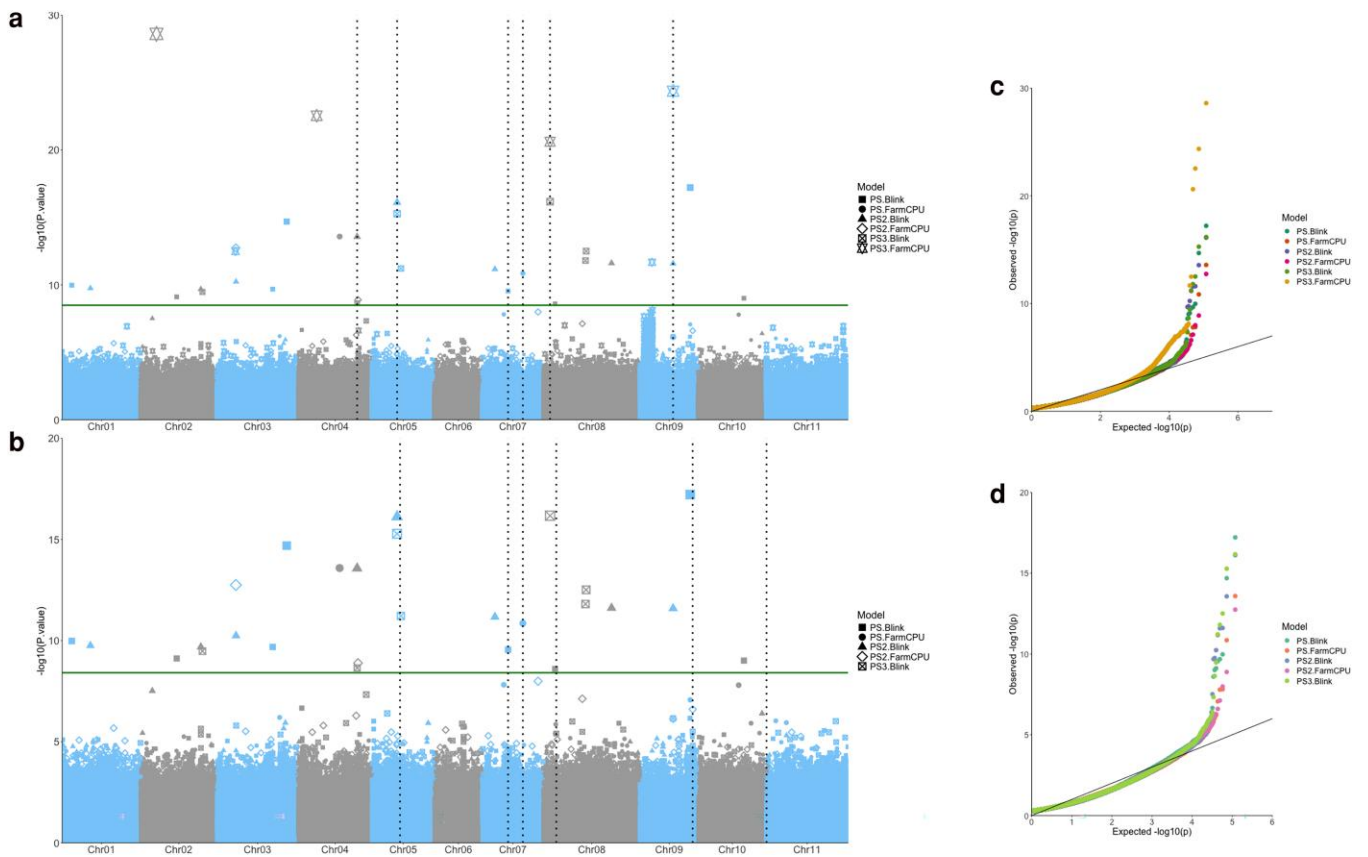 a
30
20
10
0
-log10(P.value)
Chr01 Chr02 Chr03 Chr04 Chr05 Chr06 Chr07 Chr08 Chr09 Chr10 Chr11
Model
PS.Blink
PS.FarmCPU
PS2.Blink
PS2.FarmCPU
PS3.Blink
PS3.FarmCPU
b
20
15
10
5
0
-log10(P.value)
Chr01 Chr02 Chr03 Chr04 Chr05 Chr06 Chr07 Chr08 Chr09 Chr10 Chr11
Model
PS.Blink
PS.FarmCPU
PS2.Blink
PS2.FarmCPU
PS3.Blink
c
30
20
10
0
Observed -log10(p)
0 2 4 6
Expected -log10(p)
Model
PS.Blink
PS.FarmCPU
PS2.Blink
PS2.FarmCPU
PS3.Blink
PS3.FarmCPU
d
20
15
10
5
0
Observed -log10(p)
0 1 2 3 4 5 6
Expected -log10(p)
Model
PS.Blink
PS.FarmCPU
PS2.Blink
PS2.FarmCPU
PS3.Blink